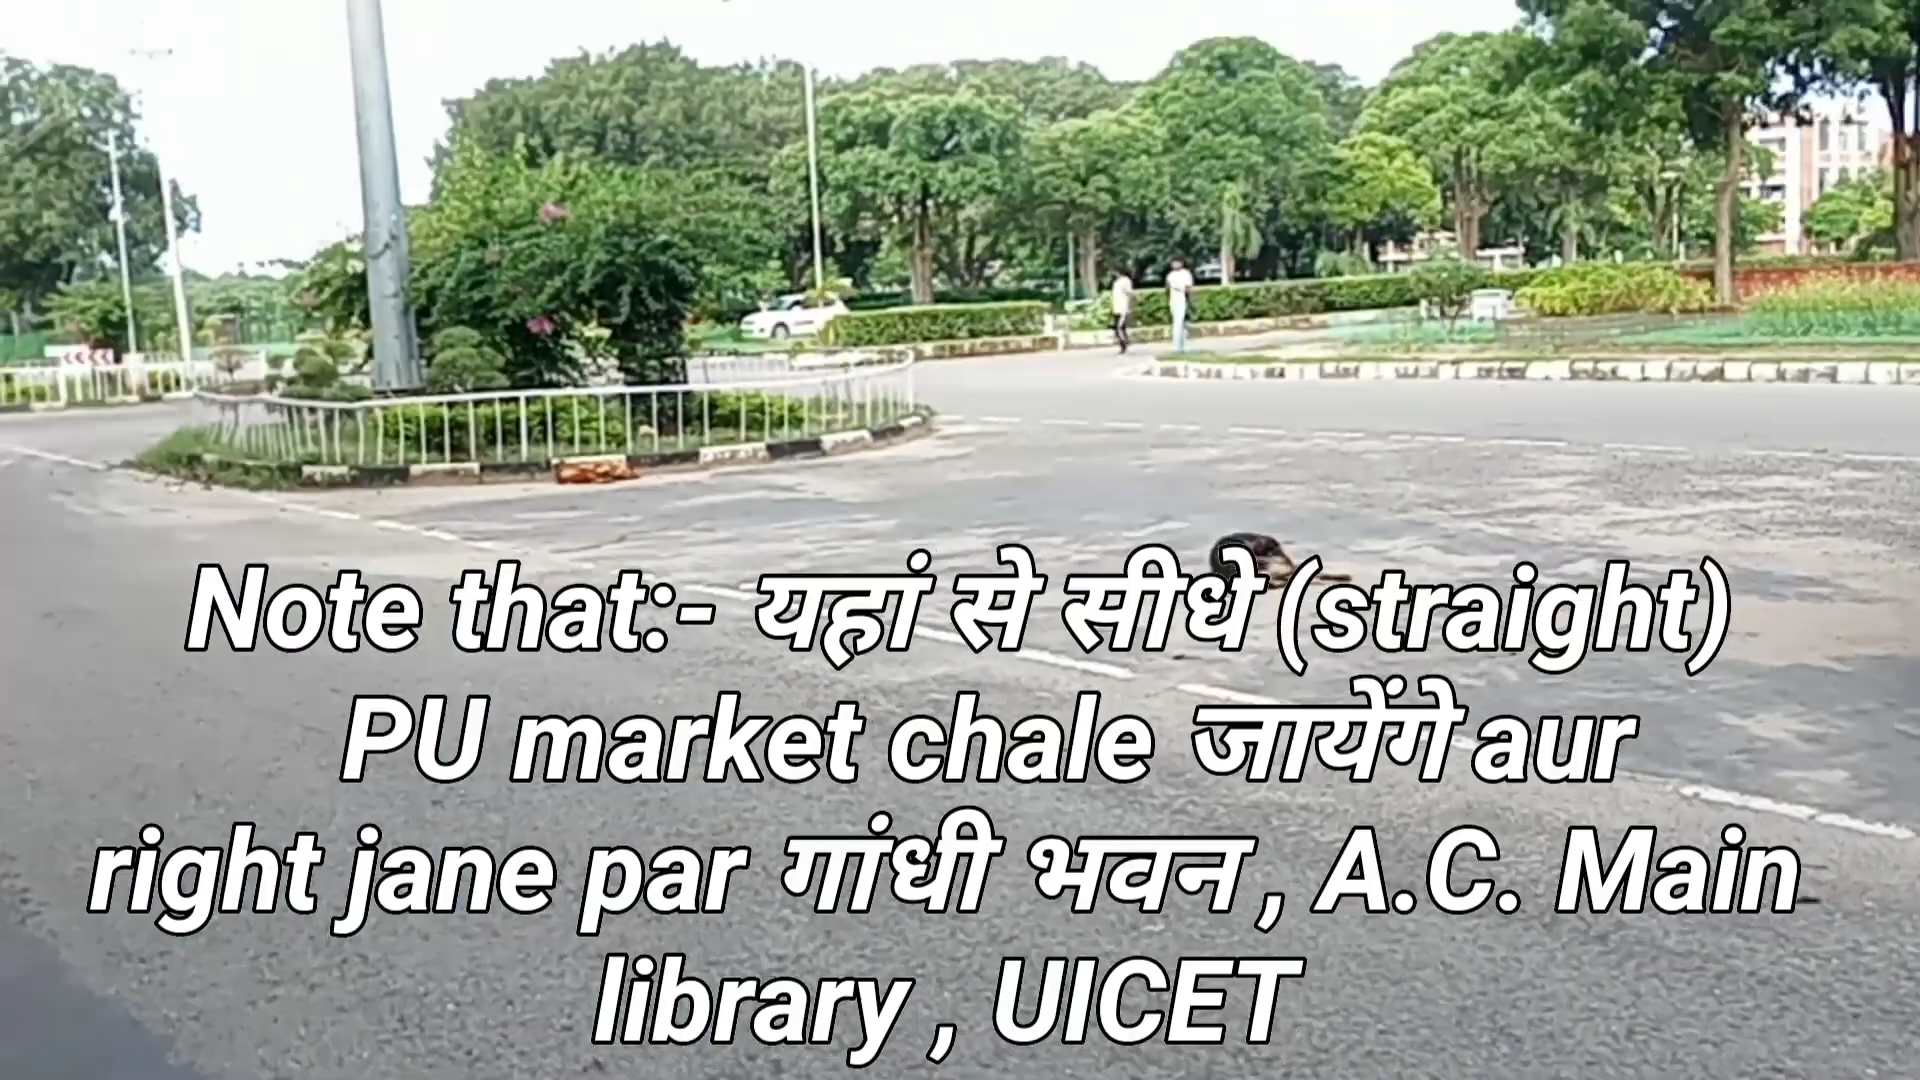 Note that:- यहां से सीधे (straight)
PU market chale जायेंगे aur
right jane par गांधी भवन , A.C. Main
library , UICET